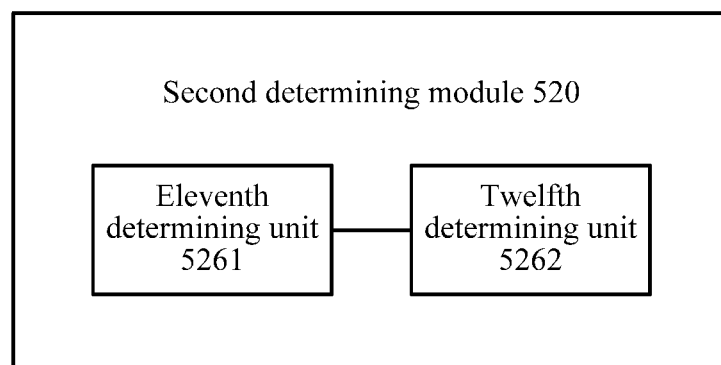 Second determining module 520
Eleventh
determining unit
5261
Twelfth
determining unit
5262